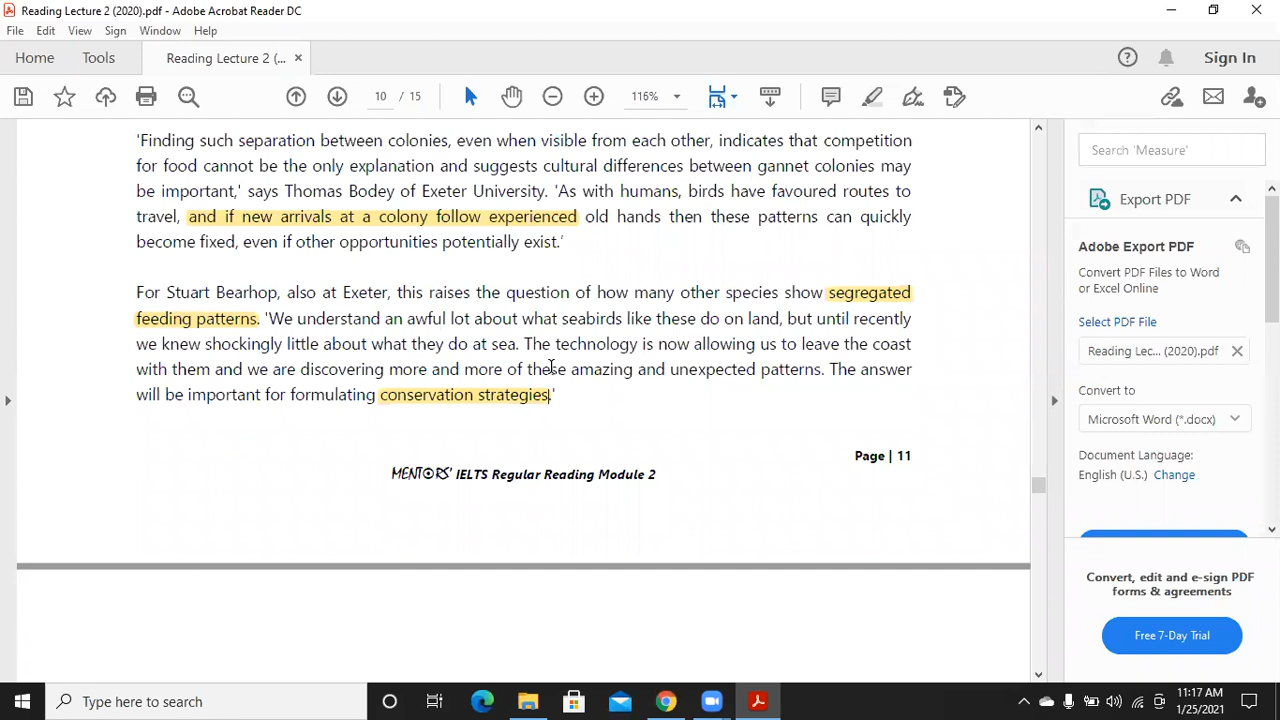 Reading Lecture 2 (2020).pdf - Adobe Acrobat Reader DC
File Edit View Sign Window Help
Home Tools Reading Lecture 2 (... × Sign In
10 / 15 116%
'Finding such separation between colonies, even when visible from each other, indicates that competition
for food cannot be the only explanation and suggests cultural differences between gannet colonies may
be important,' says Thomas Bodey of Exeter University. 'As with humans, birds have favoured routes to
travel, and if new arrivals at a colony follow experienced old hands then these patterns can quickly
become fixed, even if other opportunities potentially exist.'
For Stuart Bearhop, also at Exeter, this raises the question of how many other species show segregated
feeding patterns. 'We understand an awful lot about what seabirds like these do on land, but until recently
we knew shockingly little about what they do at sea. The technology is now allowing us to leave the coast
with them and we are discovering more and more of these amazing and unexpected patterns. The answer
will be important for formulating conservation strategies.'
Page | 11
MENTORS' IELTS Regular Reading Module 2
Search 'Measure'
Export PDF
Adobe Export PDF
Convert PDF Files to Word
or Excel Online
Select PDF File
Reading Lec... (2020).pdf
Convert to
Microsoft Word (*.docx)
Document Language:
English (U.S.) Change
Convert, edit and e-sign PDF
forms & agreements
Free 7-Day Trial
Type here to search
11:17 AM
1/25/2021